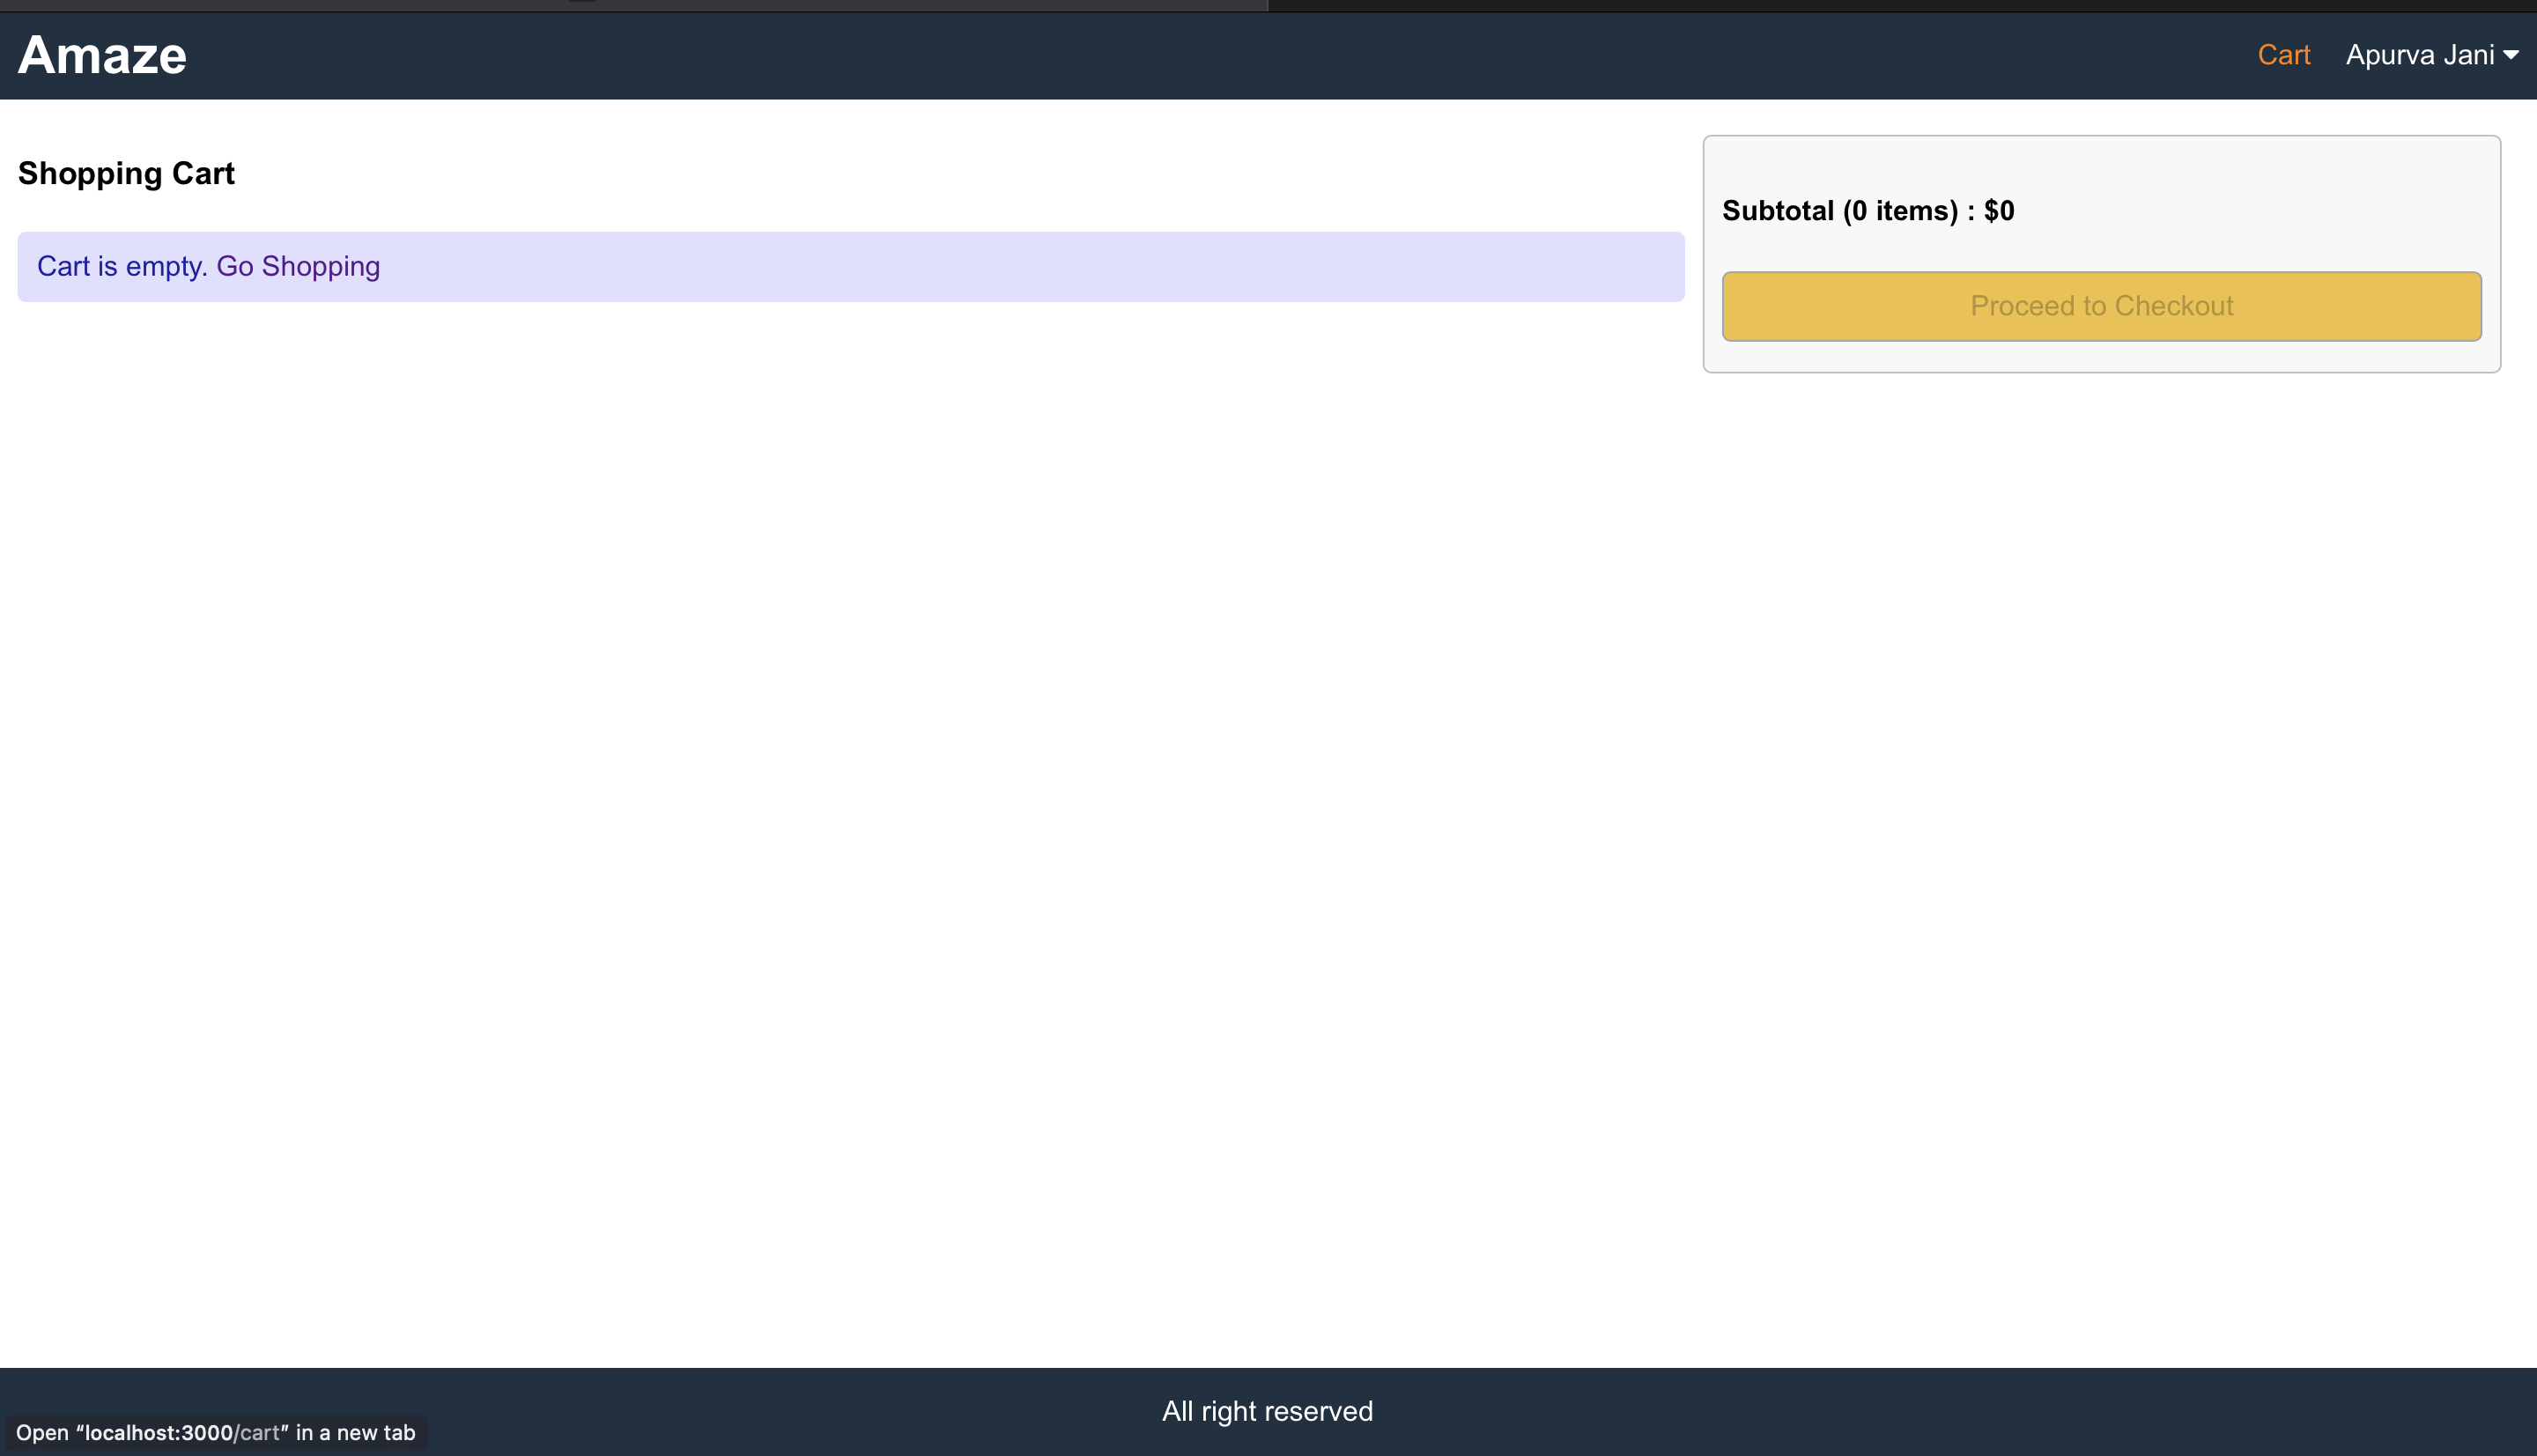 Amaze
Cart
Apurva Jani
Shopping Cart
Cart is empty. Go Shopping
Subtotal (0 items) : $0
Proceed to Checkout
All right reserved
Open “localhost:3000/cart” in a new tab